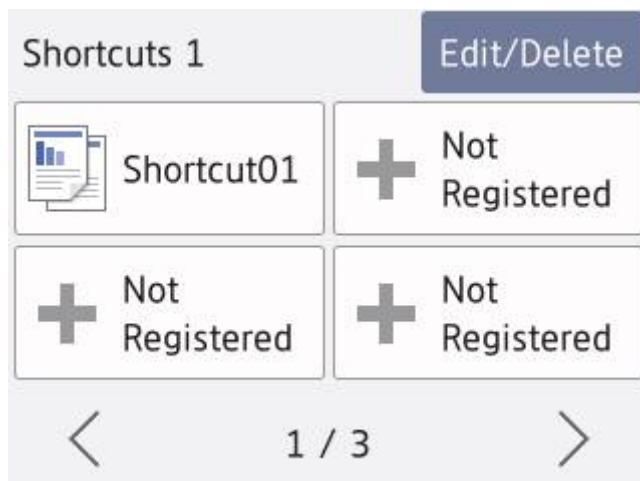 Shortcuts 1
Edit/Delete
Shortcut01
Not
Registered
Not
Registered
Not
Registered
1 / 3